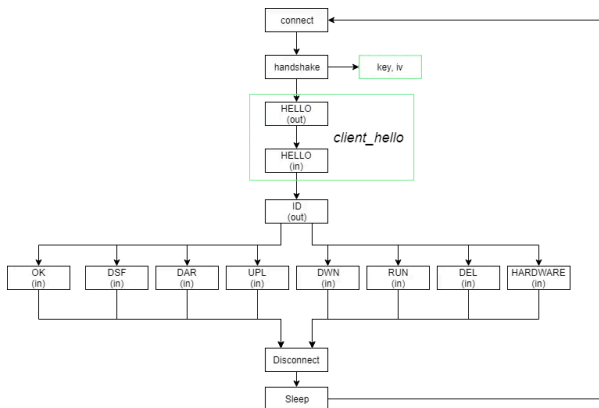 connect
handshake
key, iv
HELLO
(out)
client_hello
HELLO
(in)
ID
(out)
OK
(in)
DSF
(in)
DAR
(in)
UPL
(in)
DWN
(in)
RUN
(in)
DEL
(in)
HARDWARE
(in)
Disconnect
Sleep